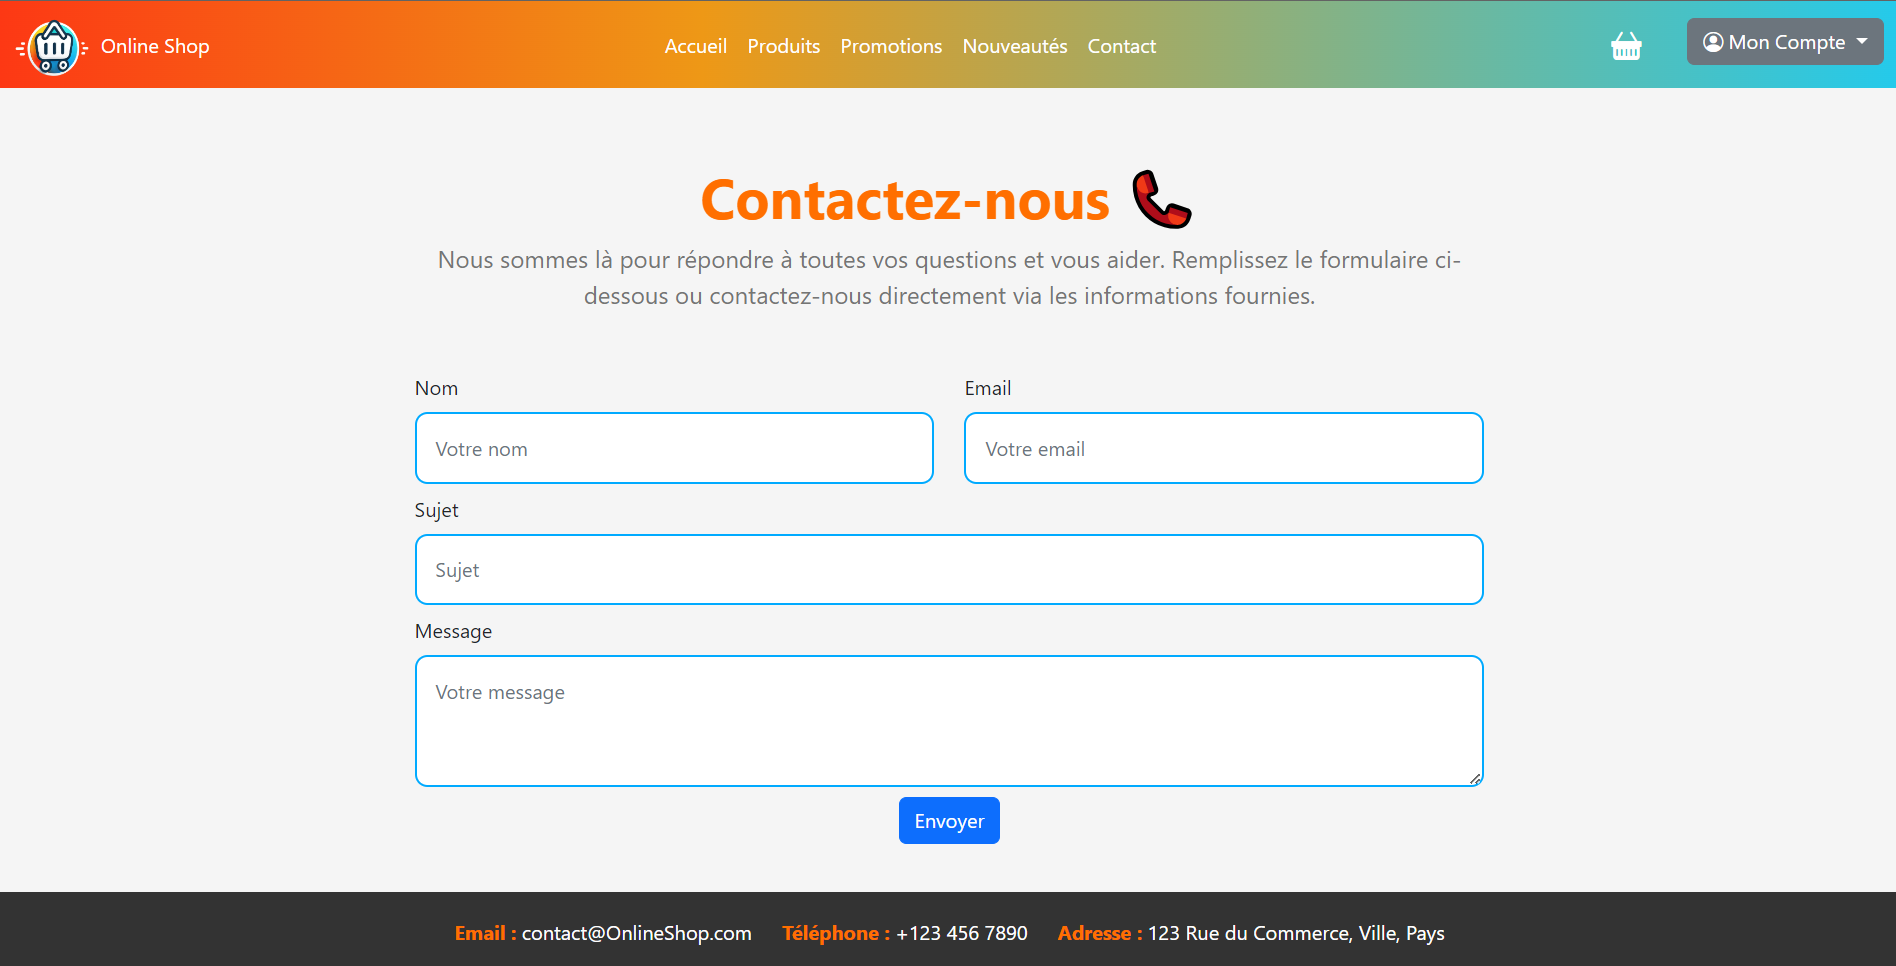 Online Shop
Accueil Produits Promotions Nouveautés Contact
Mon Compte
Contactez-nous
Nous sommes là pour répondre à toutes vos questions et vous aider. Remplissez le formulaire ci-
dessous ou contactez-nous directement via les informations fournies.
Nom
Votre nom
Email
Votre email
Sujet
Sujet
Message
Votre message
Envoyer
Email : contact@OnlineShop.com Téléphone : +123 456 7890 Adresse : 123 Rue du Commerce, Ville, Pays